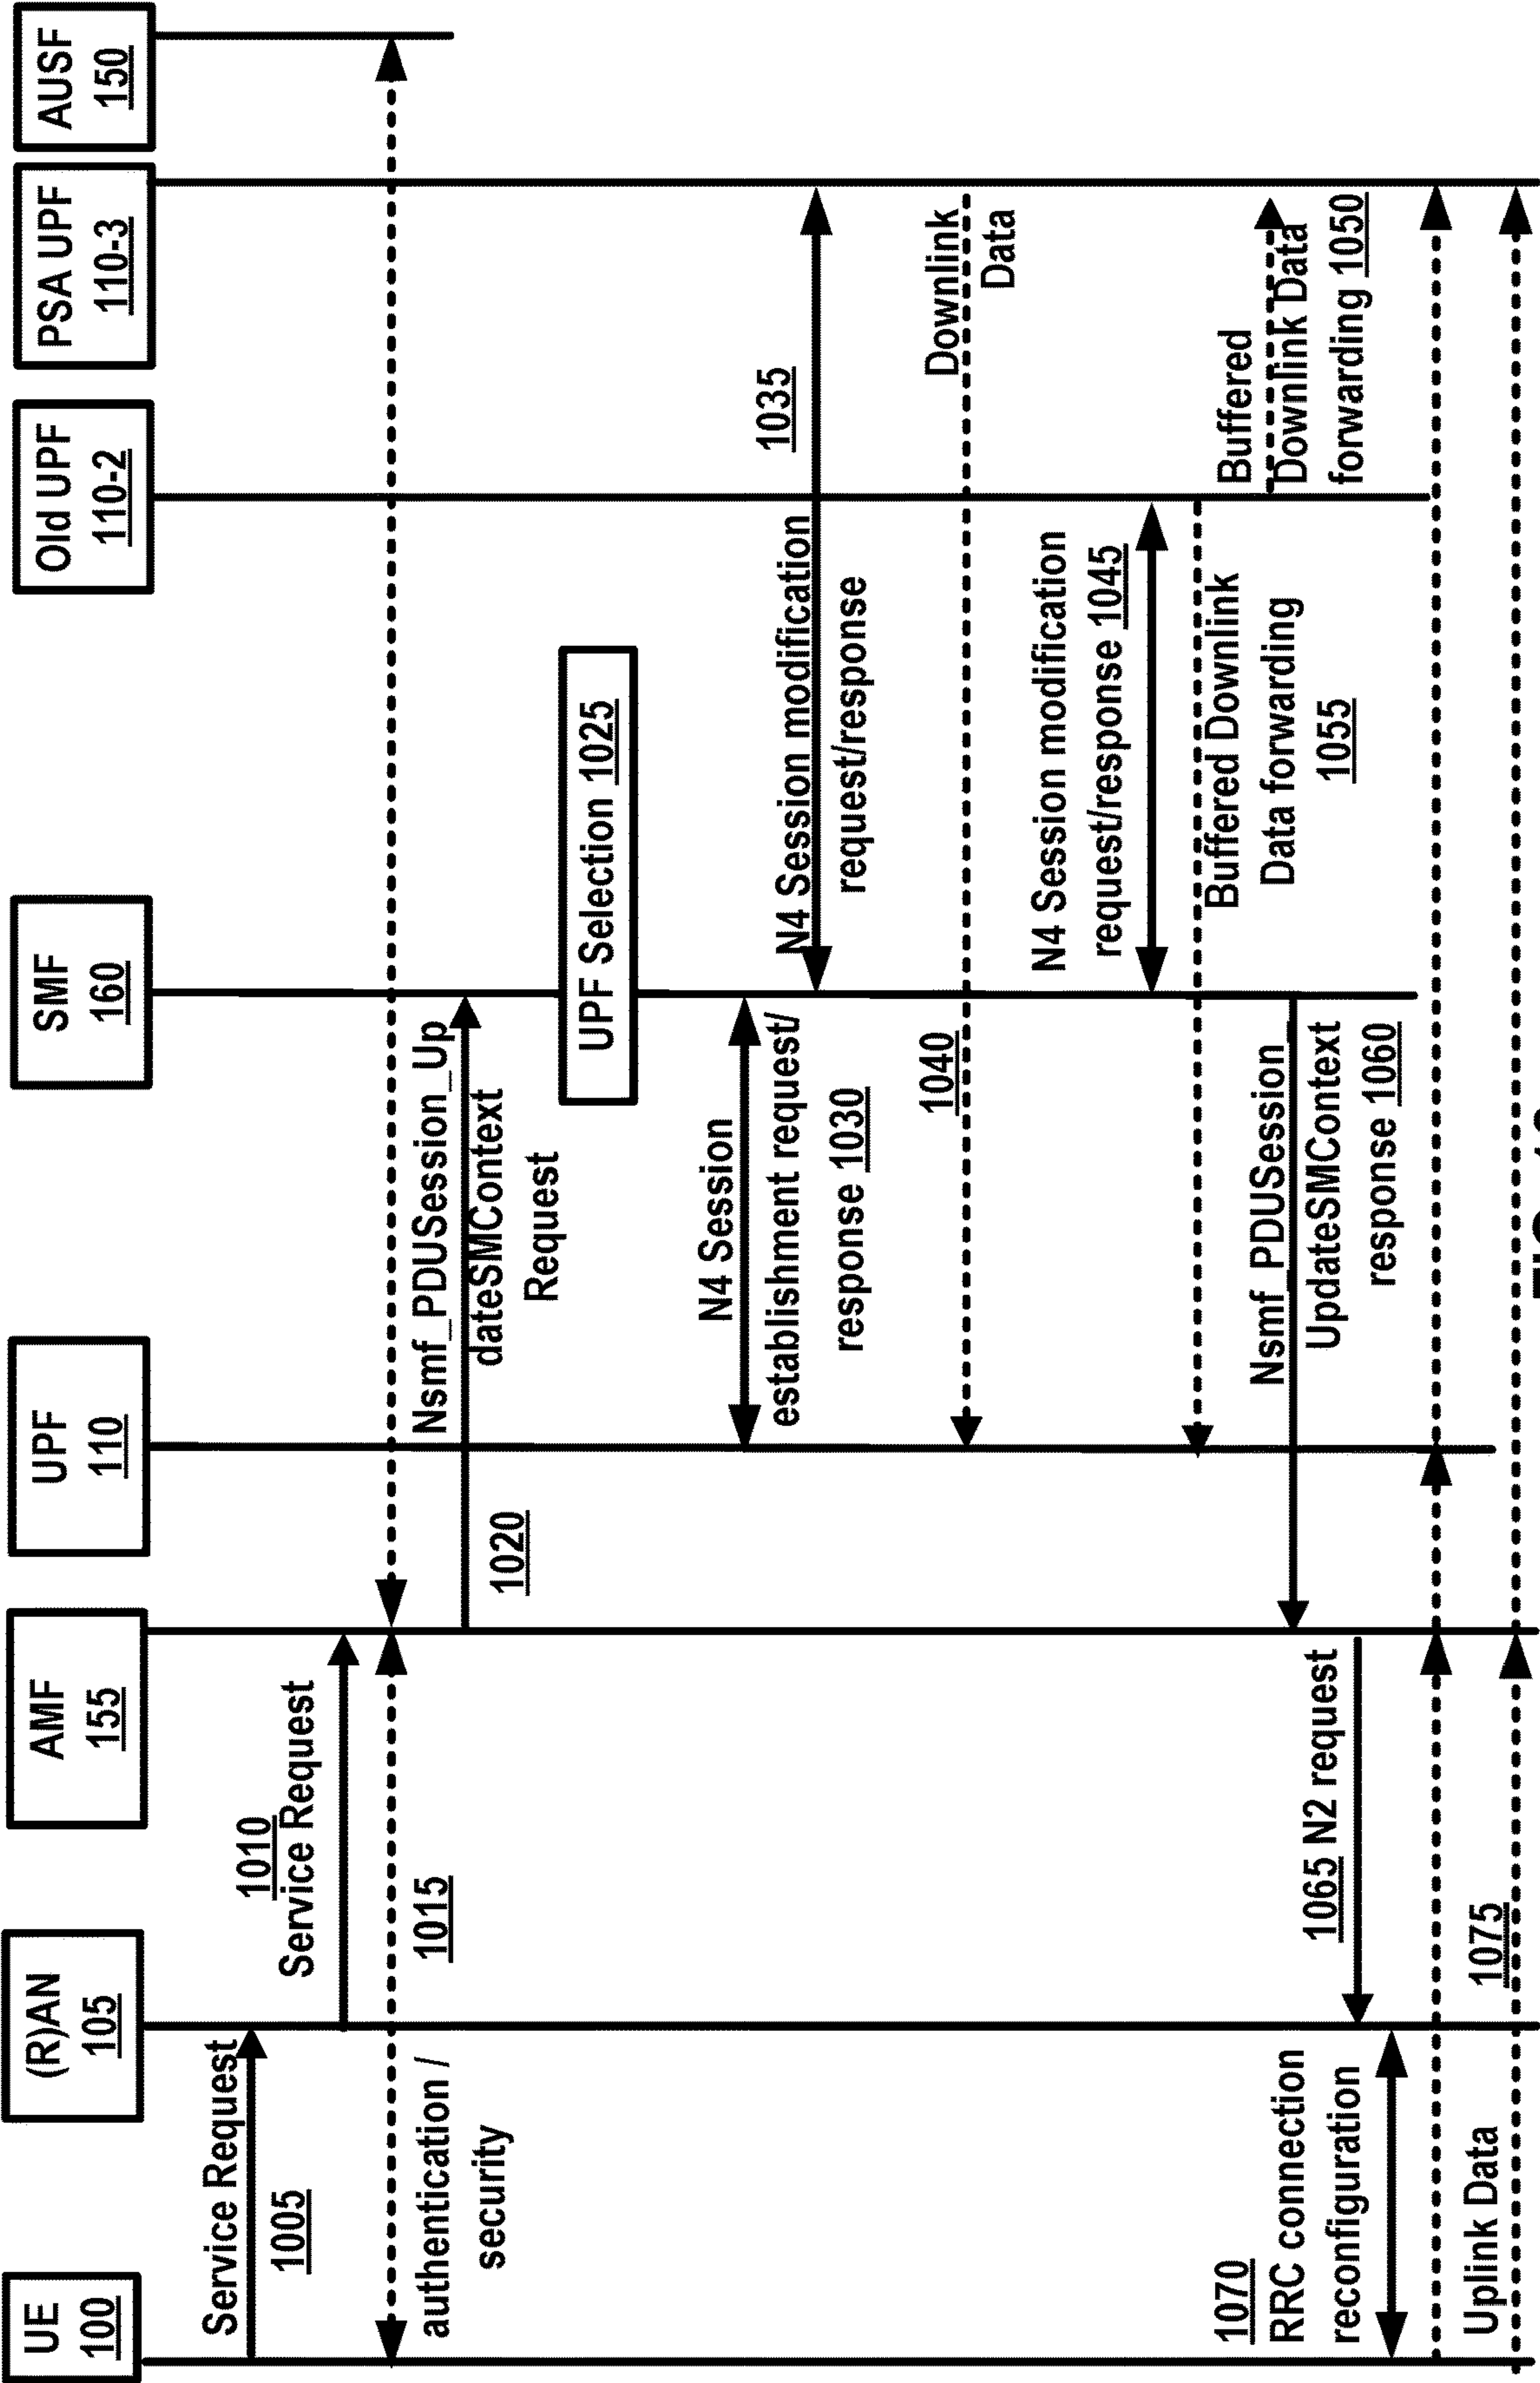 UE
100
(R)AN
105
AMF
155
UPF
110
SMF
160
Old UPF
110-2
PSA UPF
110-3
AUSF
150
Service Request
1005
1010
Service Request
authentication /
security
1015
Nsmf_PDUSession_Up
dateSMContext
Request
1020
UPF Selection 1025
N4 Session
establishment request/
response 1030
N4 Session modification
request/response
1035
Downlink
Data
1040
N4 Session modification
request/response 1045
Buffered
Downlink Data
forwarding 1050
Buffered Downlink
Data forwarding
1055
Nsmf_PDUSession_
UpdateSMContext
response 1060
1065 N2 request
1070
RRC connection
reconfiguration
Uplink Data
1075